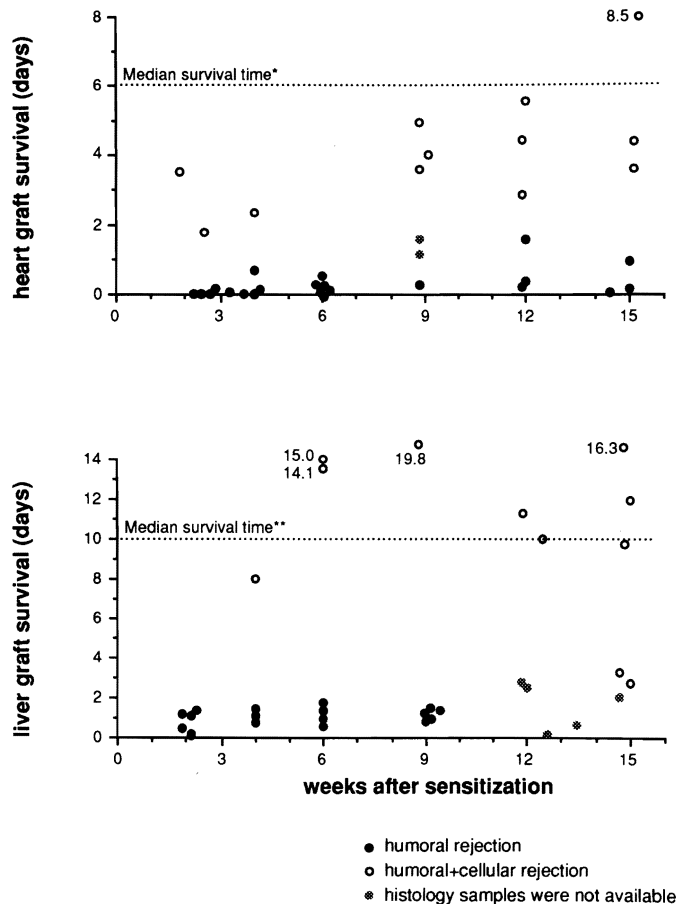 heart graft survival (days)
8
6
4
2
0
Median survival time*
8.5
0 3 6 9 12 15
liver graft survival (days)
14
12
10
8
6
4
2
0
15.0
14.1
19.8
16.3
Median survival time**
0 3 6 9 12 15
weeks after sensitization
humoral rejection
humoral+cellular rejection
histology samples were not available